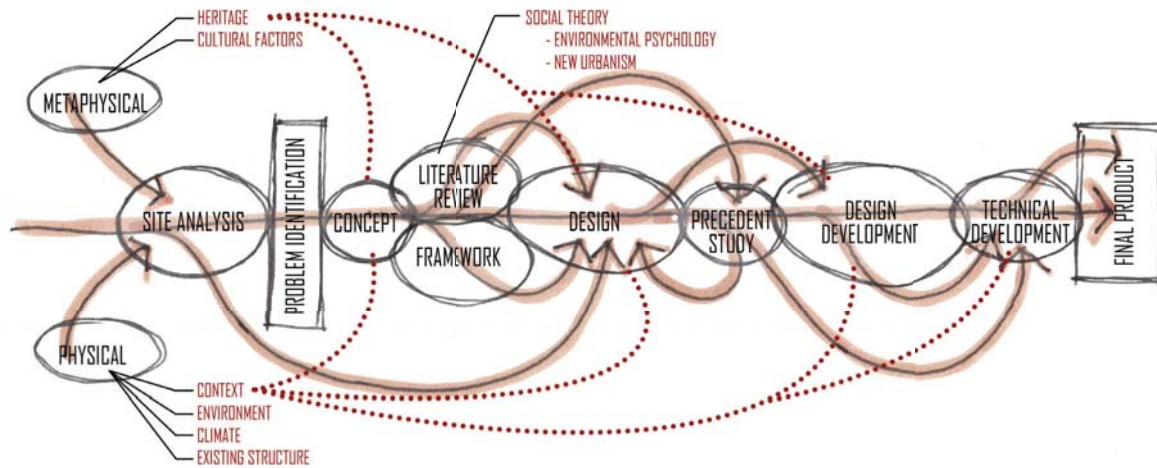 HERITAGE
CULTURAL FACTORS
SOCIAL THEORY
- ENVIRONMENTAL PSYCHOLOGY
- NEW URBANISM
METAPHYSICAL
SITE ANALYSIS
PROBLEM IDENTIFICATION
CONCEPT
LITERATURE
REVIEW
FRAMEWORK
DESIGN
PRECEDENT
STUDY
DESIGN
DEVELOPMENT
TECHNICAL
DEVELOPMENT
FINAL PRODUCT
PHYSICAL
CONTEXT
ENVIRONMENT
CLIMATE
EXISTING STRUCTURE